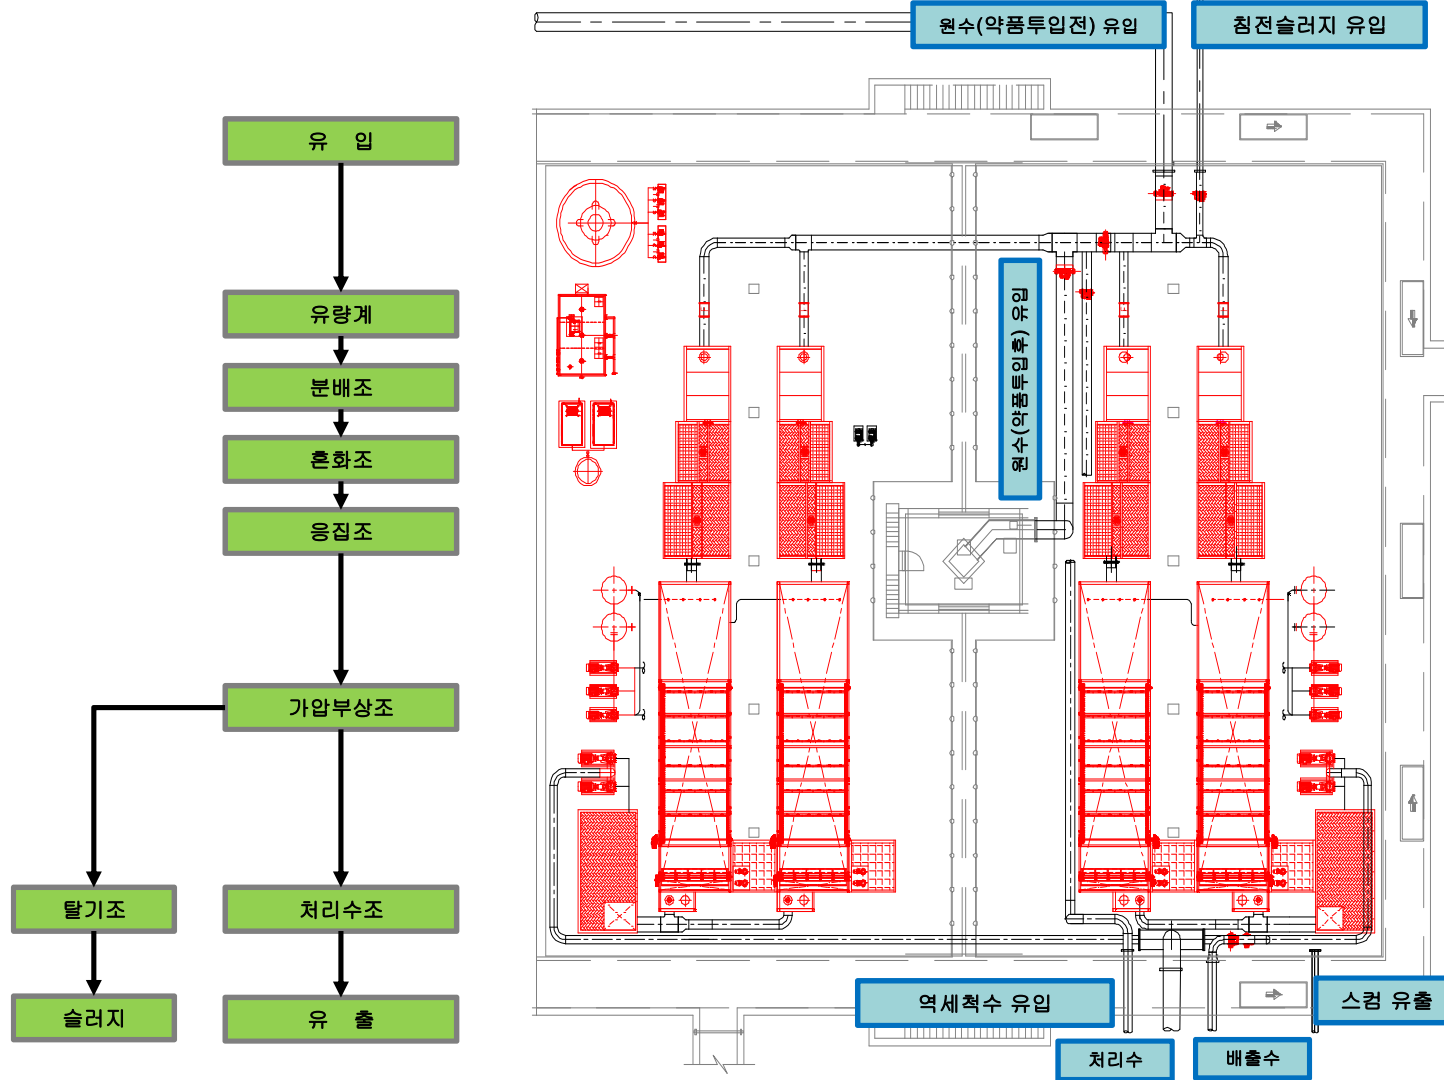 원수(약품투입전) 유입
침전슬러지 유입
유 입
유량계
분배조
혼화조
응집조
가압부상조
탈기조
처리수조
슬러지
유 출
원수(약품투입후) 유입
역세척수 유입
스컴 유출
처리수
배출수